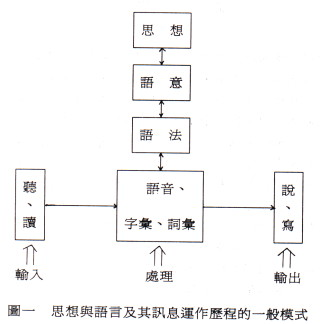 思想
語意
語法
聽、讀
語音、
字彙、詞彙
說、寫
輸入
處理
輸出
圖一 思想與語言及其訊息運作歷程的一般模式